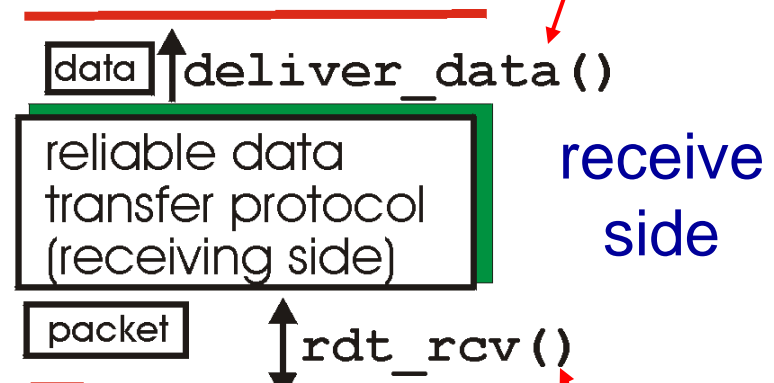 data deliver_data()
reliable data
transfer protocol
(receiving side)
receive
side
packet rdt_rcv()